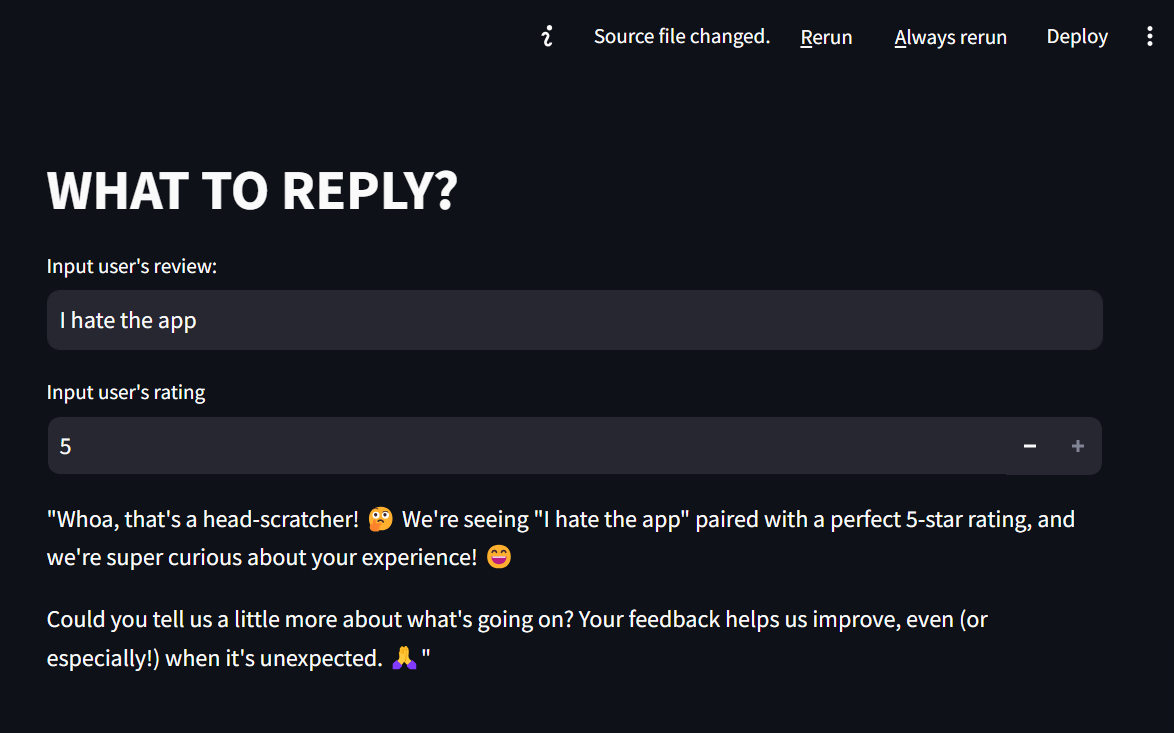 Source file changed. Rerun Always rerun Deploy
WHAT TO REPLY?
Input user's review:
I hate the app
Input user's rating
5
"Whoa, that's a head-scratcher! 🤔 We're seeing "I hate the app" paired with a perfect 5-star rating, and
we're super curious about your experience! 😄
Could you tell us a little more about what's going on? Your feedback helps us improve, even (or
especially!) when it's unexpected. 🙏 "